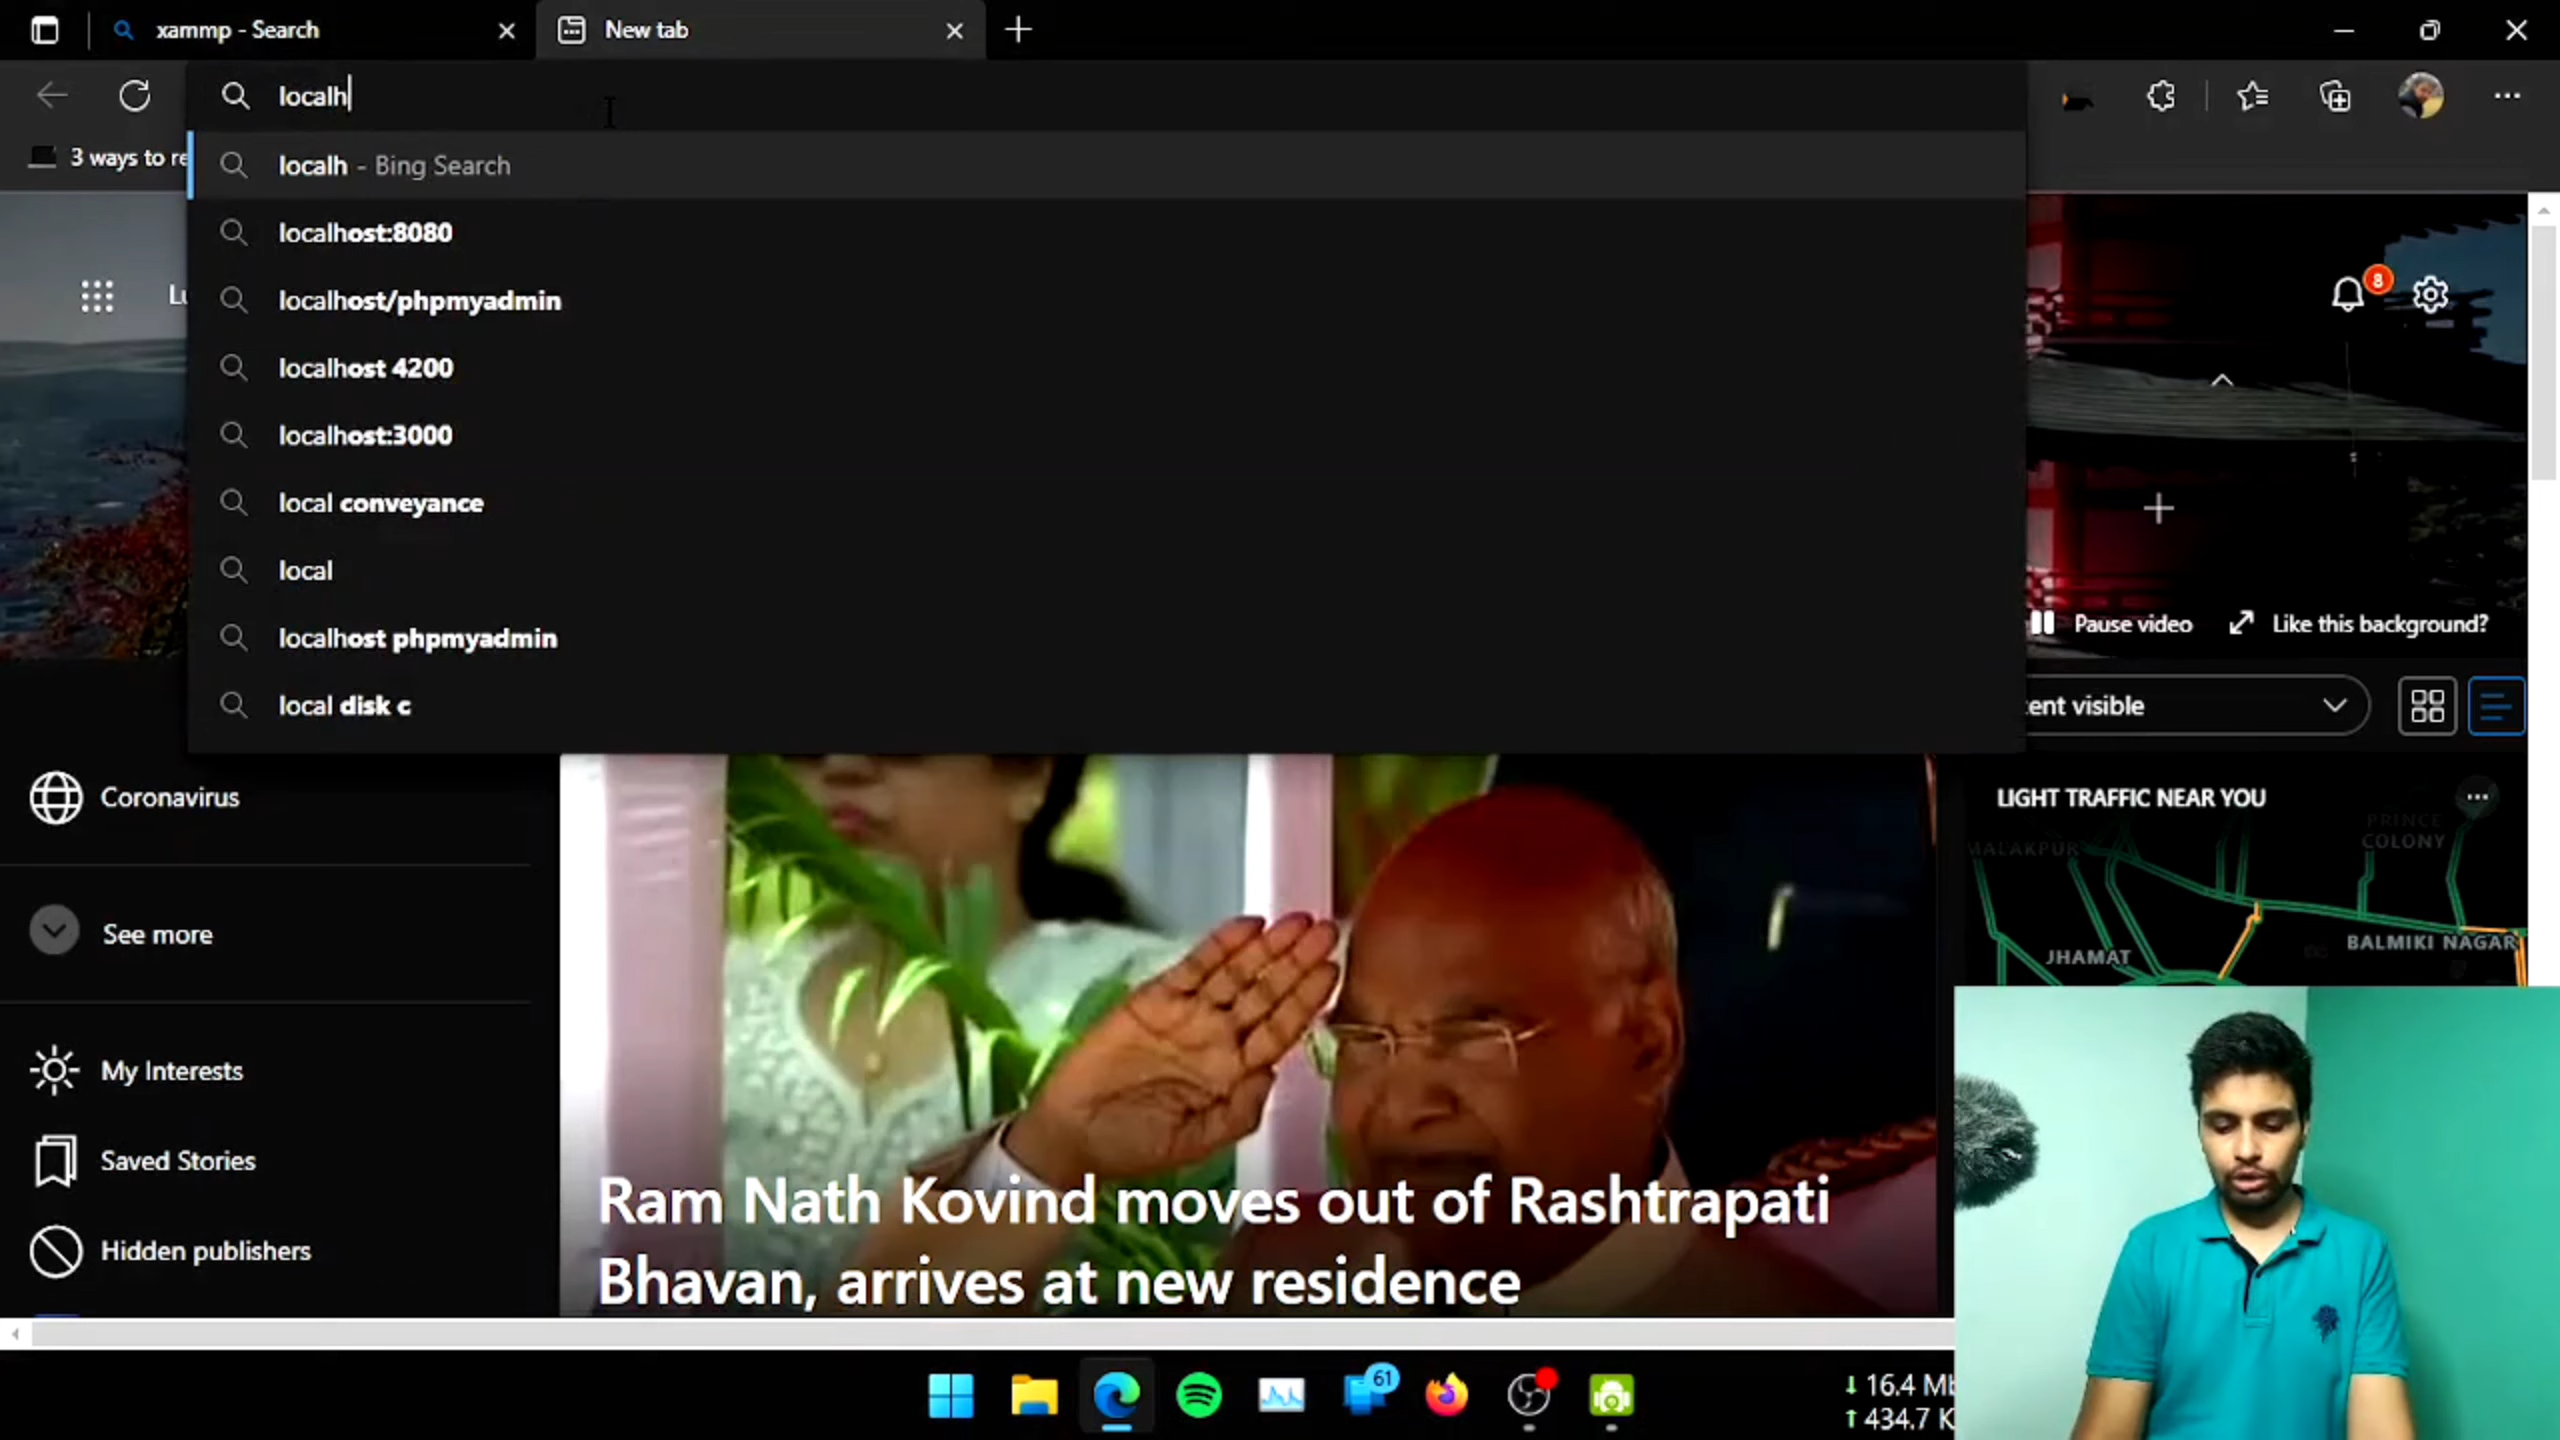 xammp - Search
New tab
localh
3 ways to re
localh - Bing Search
localhost:8080
localhost/phpmyadmin
localhost 4200
localhost:3000
local conveyance
local
localhost phpmyadmin
local disk c
8
Pause video
Like this background?
ent visible
Coronavirus
See more
My Interests
Saved Stories
Hidden publishers
LIGHT TRAFFIC NEAR YOU
PRINCE
COLONY
MALAKPUR
JHAMAT
BALMIKI NAGAR
Ram Nath Kovind moves out of Rashtrapati
Bhavan, arrives at new residence
61
↓ 16.4 Mb
↑ 434.7 K